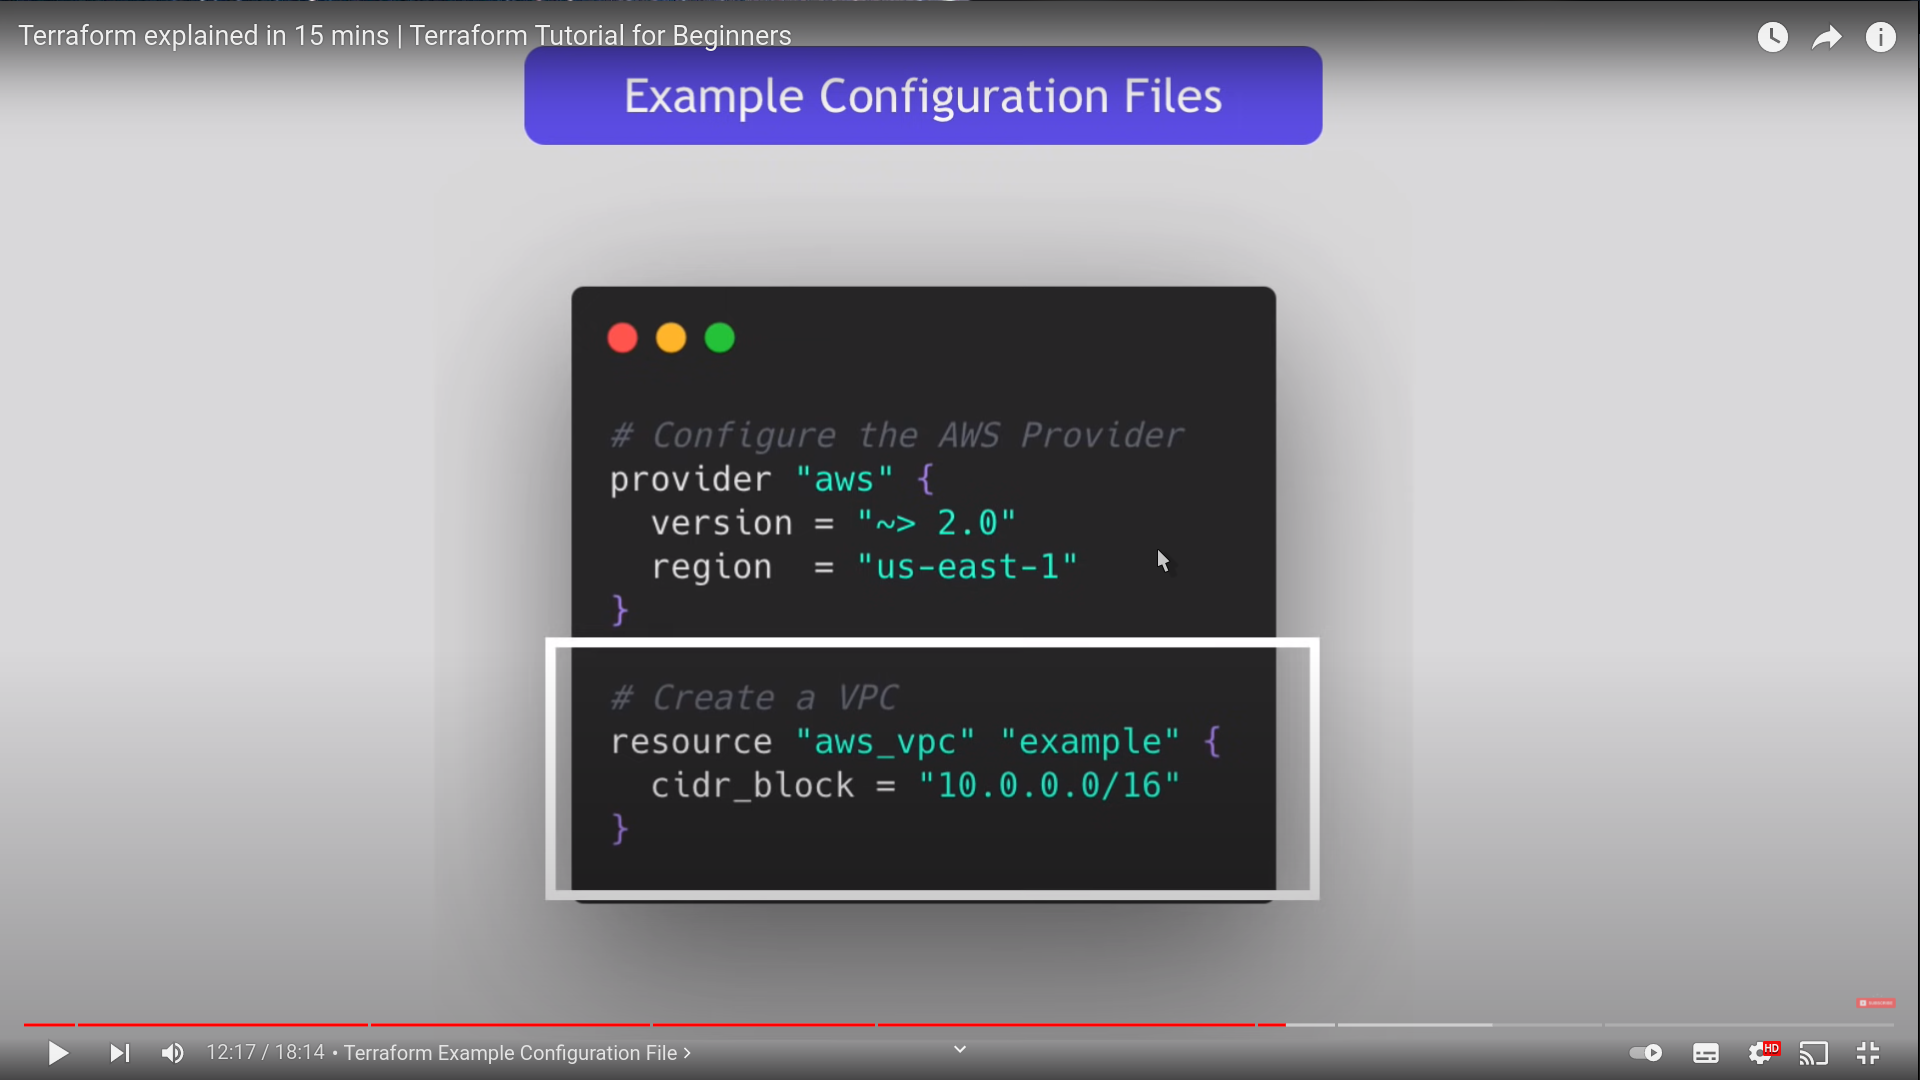 Terraform explained in 15 mins | Terraform Tutorial for Beginners
Example Configuration Files
# Configure the AWS Provider
provider "aws" {
version = "~> 2.0"
region = "us-east-1"
}
# Create a VPC
resource "aws_vpc" "example" {
cidr_block = "10.0.0.0/16"
}
SUBSCRIBE
12:17 / 18:14 • Terraform Example Configuration File >
HD